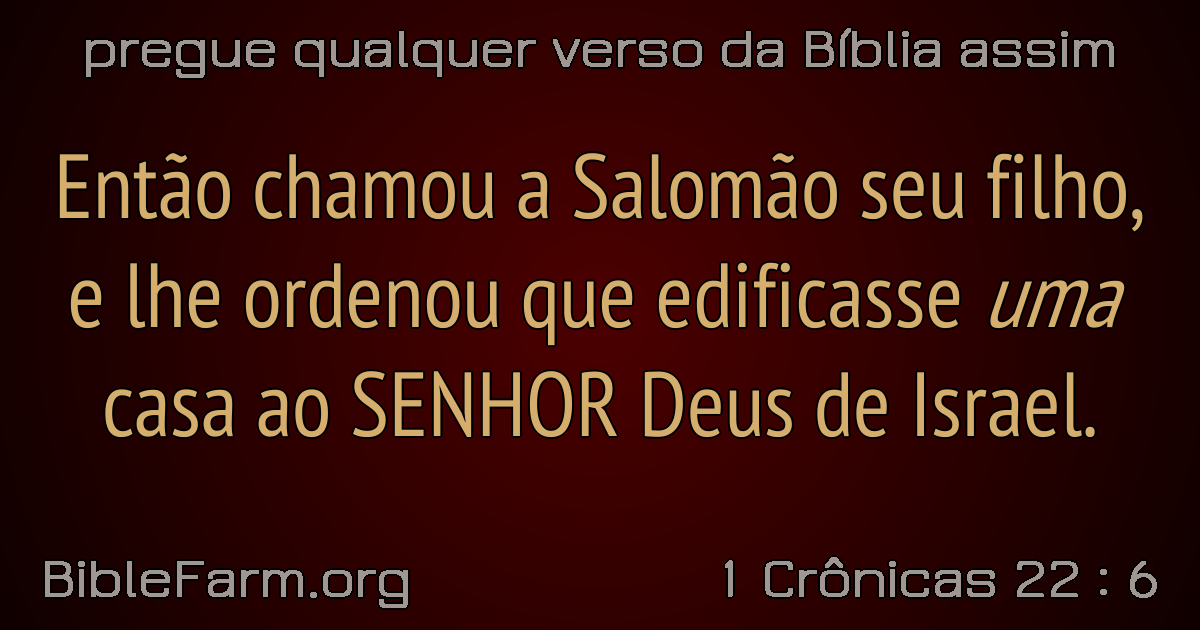 pregue qualquer verso da Bíblia assim
Então chamou a Salomão seu filho,
e lhe ordenou que edificasse uma
casa ao SENHOR Deus de Israel.
BibleFarm.org
1 Crônicas 22 : 6